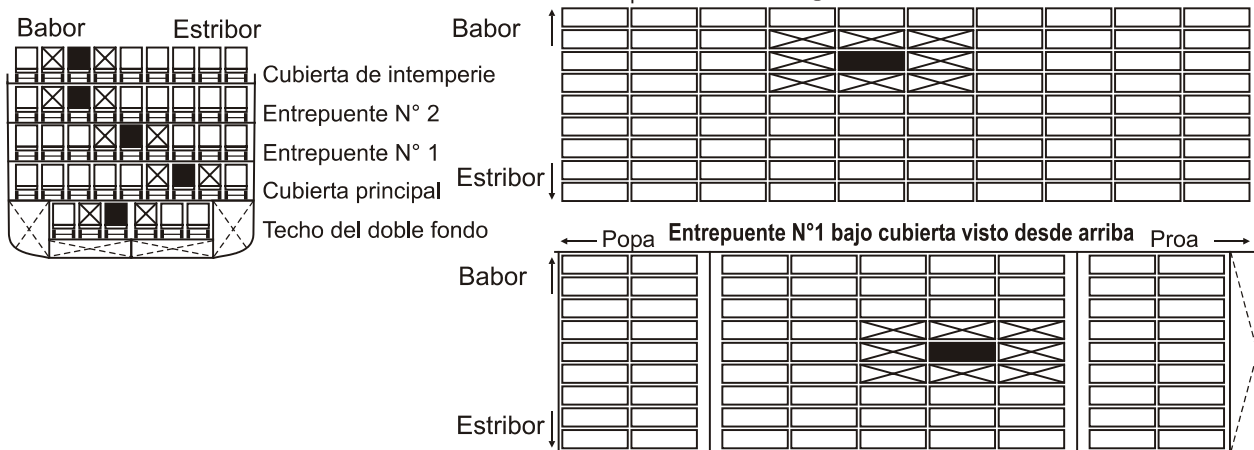 Babor Estribor
Cubierta de intemperie
Entrepuente N° 2
Entrepuente N° 1
Cubierta principal
Techo del doble fondo
Babor
Estribor
Popa Entrepuente N°1 bajo cubierta visto desde arriba Proa
Babor
Estribor